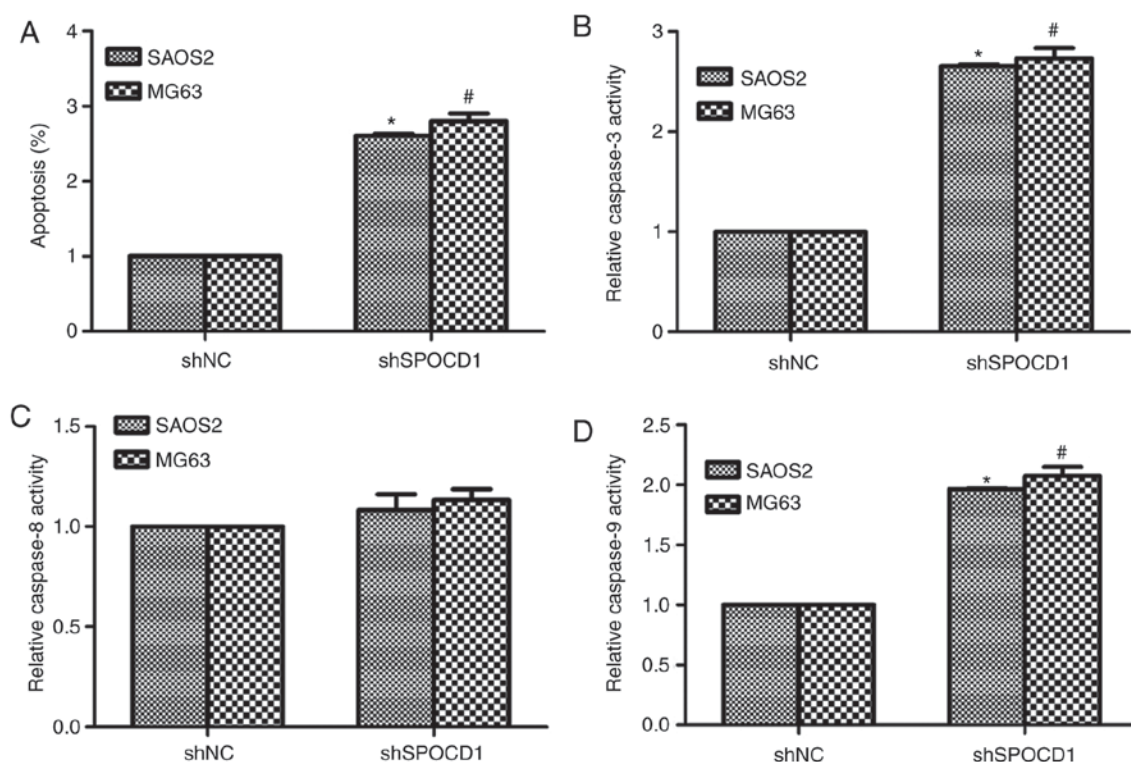 A
Apoptosis (%)
4
3
2
1
0
SAOS2
MG63
*
#
shNC
shSPOCD1
B
Relative caspase-3 activity
3
2
1
0
SAOS2
MG63
*
#
shNC
shSPOCD1
C
Relative caspase-8 activity
1.5
1.0
0.5
0.0
SAOS2
MG63
shNC
shSPOCD1
D
Relative caspase-9 activity
2.5
2.0
1.5
1.0
0.5
0.0
SAOS2
MG63
*
#
shNC
shSPOCD1